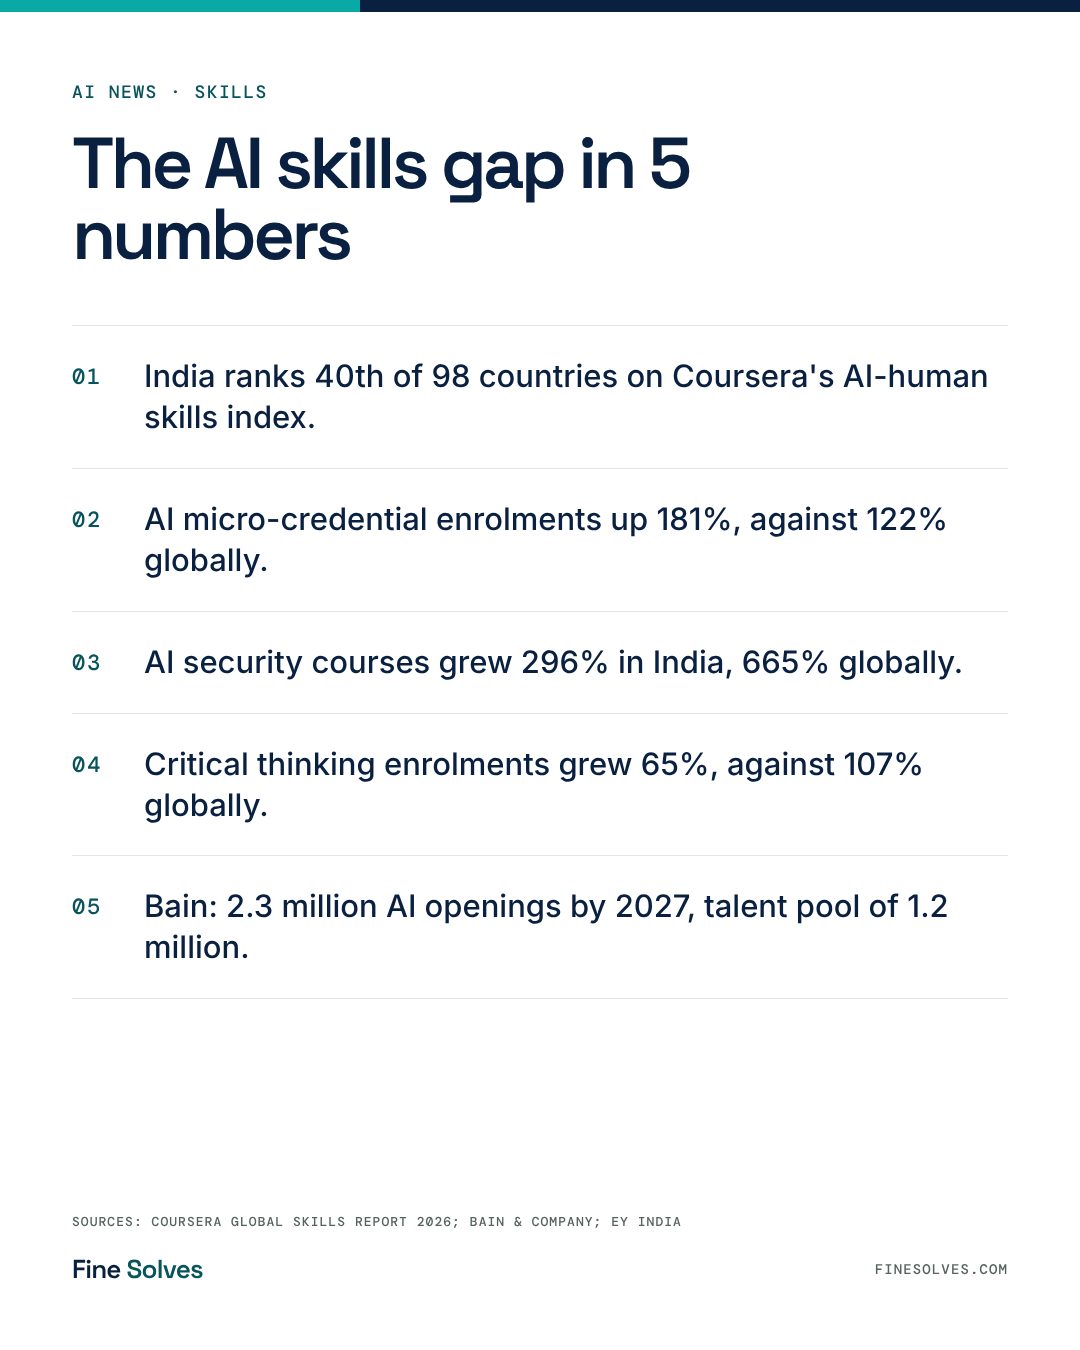 AI NEWS · SKILLS
The AI skills gap in 5
numbers
01
India ranks 40th of 98 countries on Coursera's AI-human
skills index.
02
AI micro-credential enrolments up 181%, against 122%
globally.
03
AI security courses grew 296% in India, 665% globally.
04
Critical thinking enrolments grew 65%, against 107%
globally.
05
Bain: 2.3 million AI openings by 2027, talent pool of 1.2
million.
SOURCES: COURSERA GLOBAL SKILLS REPORT 2026; BAIN & COMPANY; EY INDIA
Fine Solves
FINESOLVES.COM